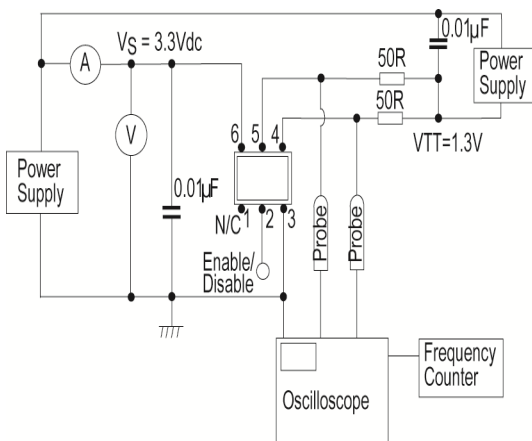 0.01µF
VS = 3.3Vdc
A
50R
Power
Supply
50R
V
6 5 4
VTT=1.3V
Power
Supply
0.01µF
N/C 1 2 3
Probe
Probe
Enable/
Disable
Frequency
Counter
Oscilloscope